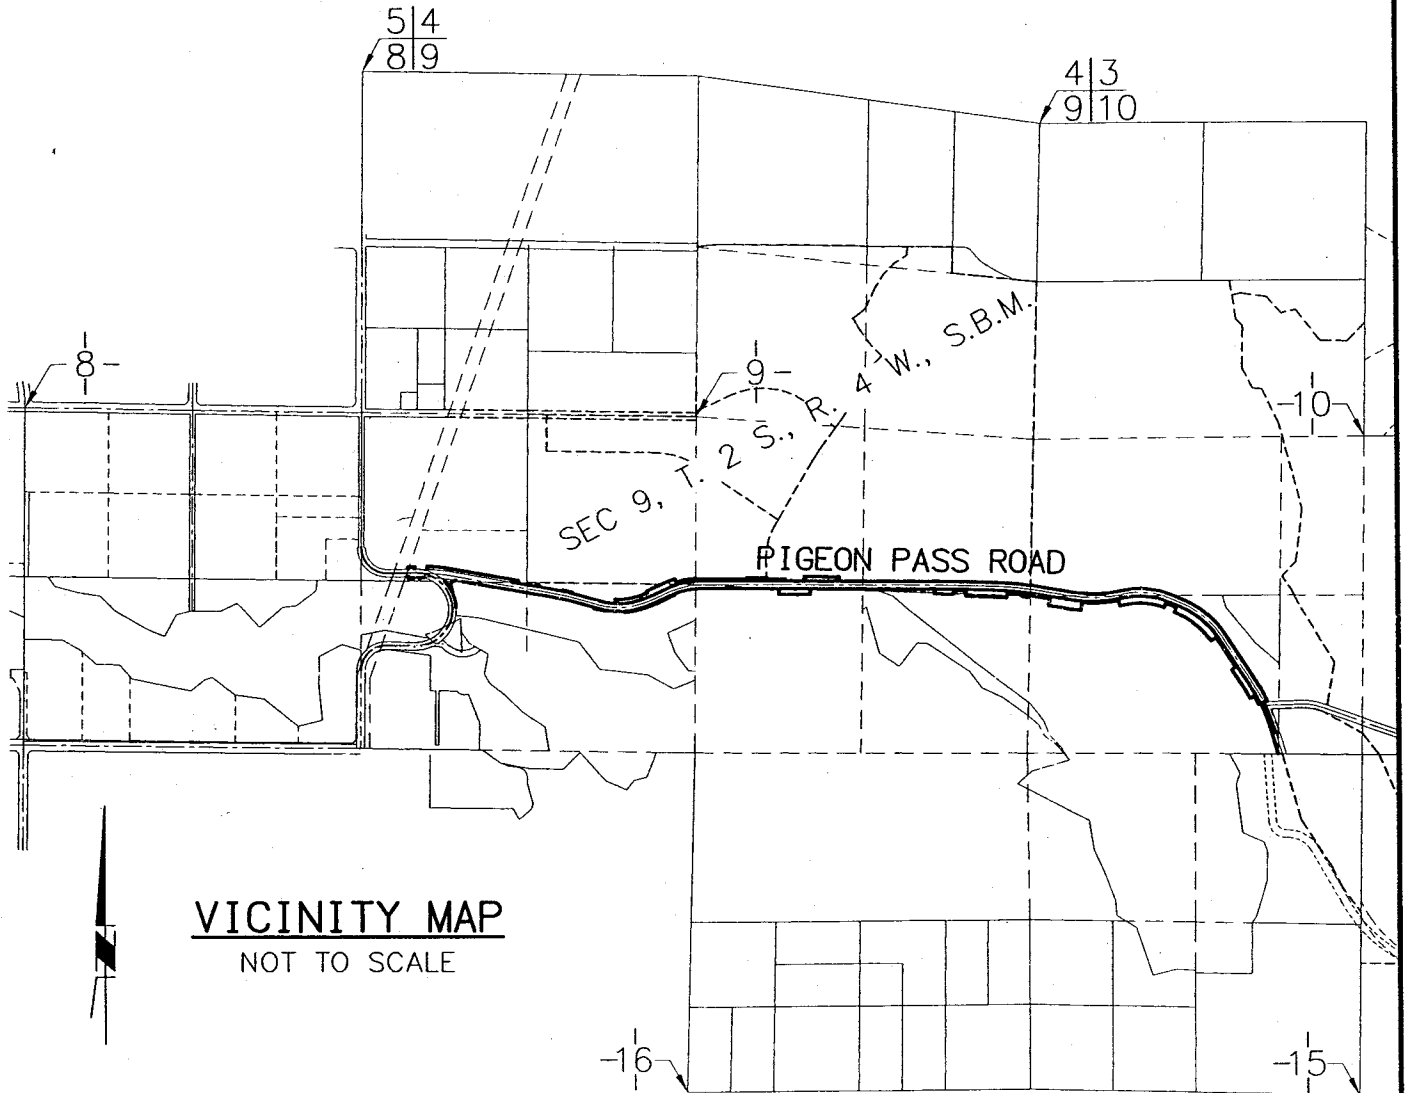 5|4
8|9
4|3
9|10
8
9
10
SEC 9, T. 2 S., R. 4 W., S.B.M.
PIGEON PASS ROAD
VICINITY MAP
NOT TO SCALE
N
16
15